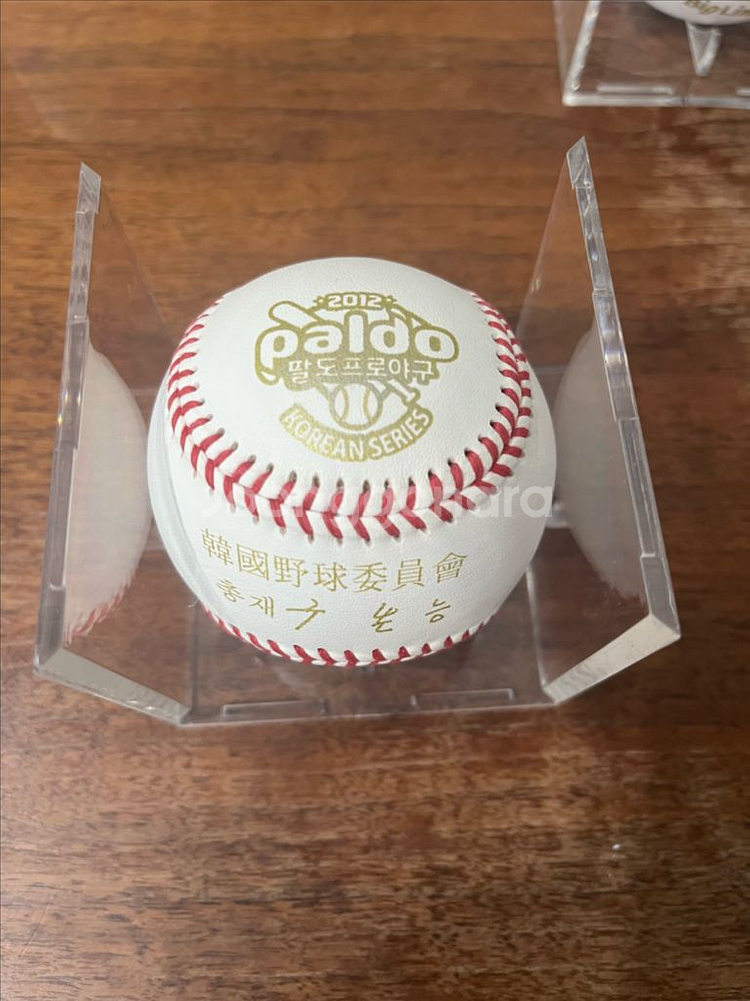 2012
paldo
팔도프로야구
KOREAN SERIES
韓國野球委員會
총재 구 본 능